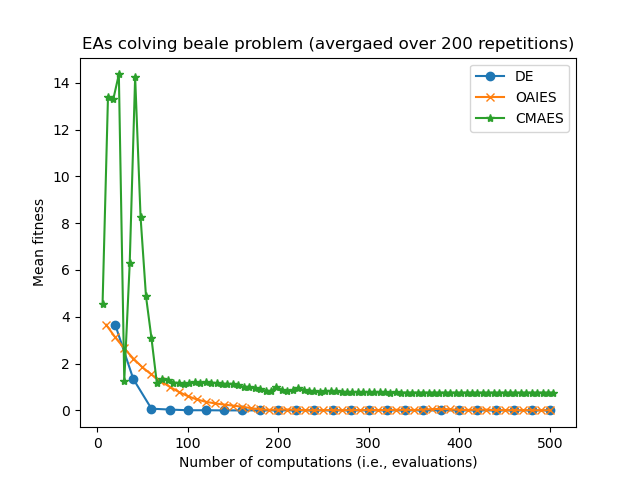 EAs colving beale problem (avergaed over 200 repetitions)
DE
OAIES
CMAES
Mean fitness
14
12
10
8
6
4
2
0
0 100 200 300 400 500
Number of computations (i.e., evaluations)